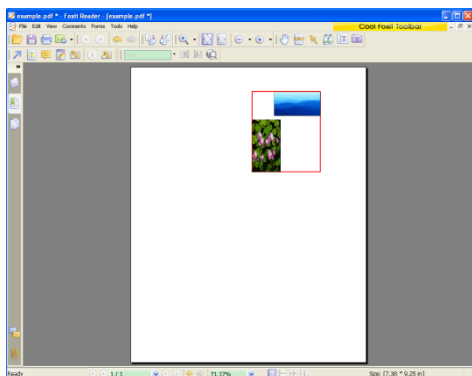 example.pdf * - Foxit Reader - [example.pdf *]
File Edit View Comments Forms Tools Help
Cool Foxit Toolbar
Ready 1 / 1 71.17% Size: [7.38 * 9.25 in]